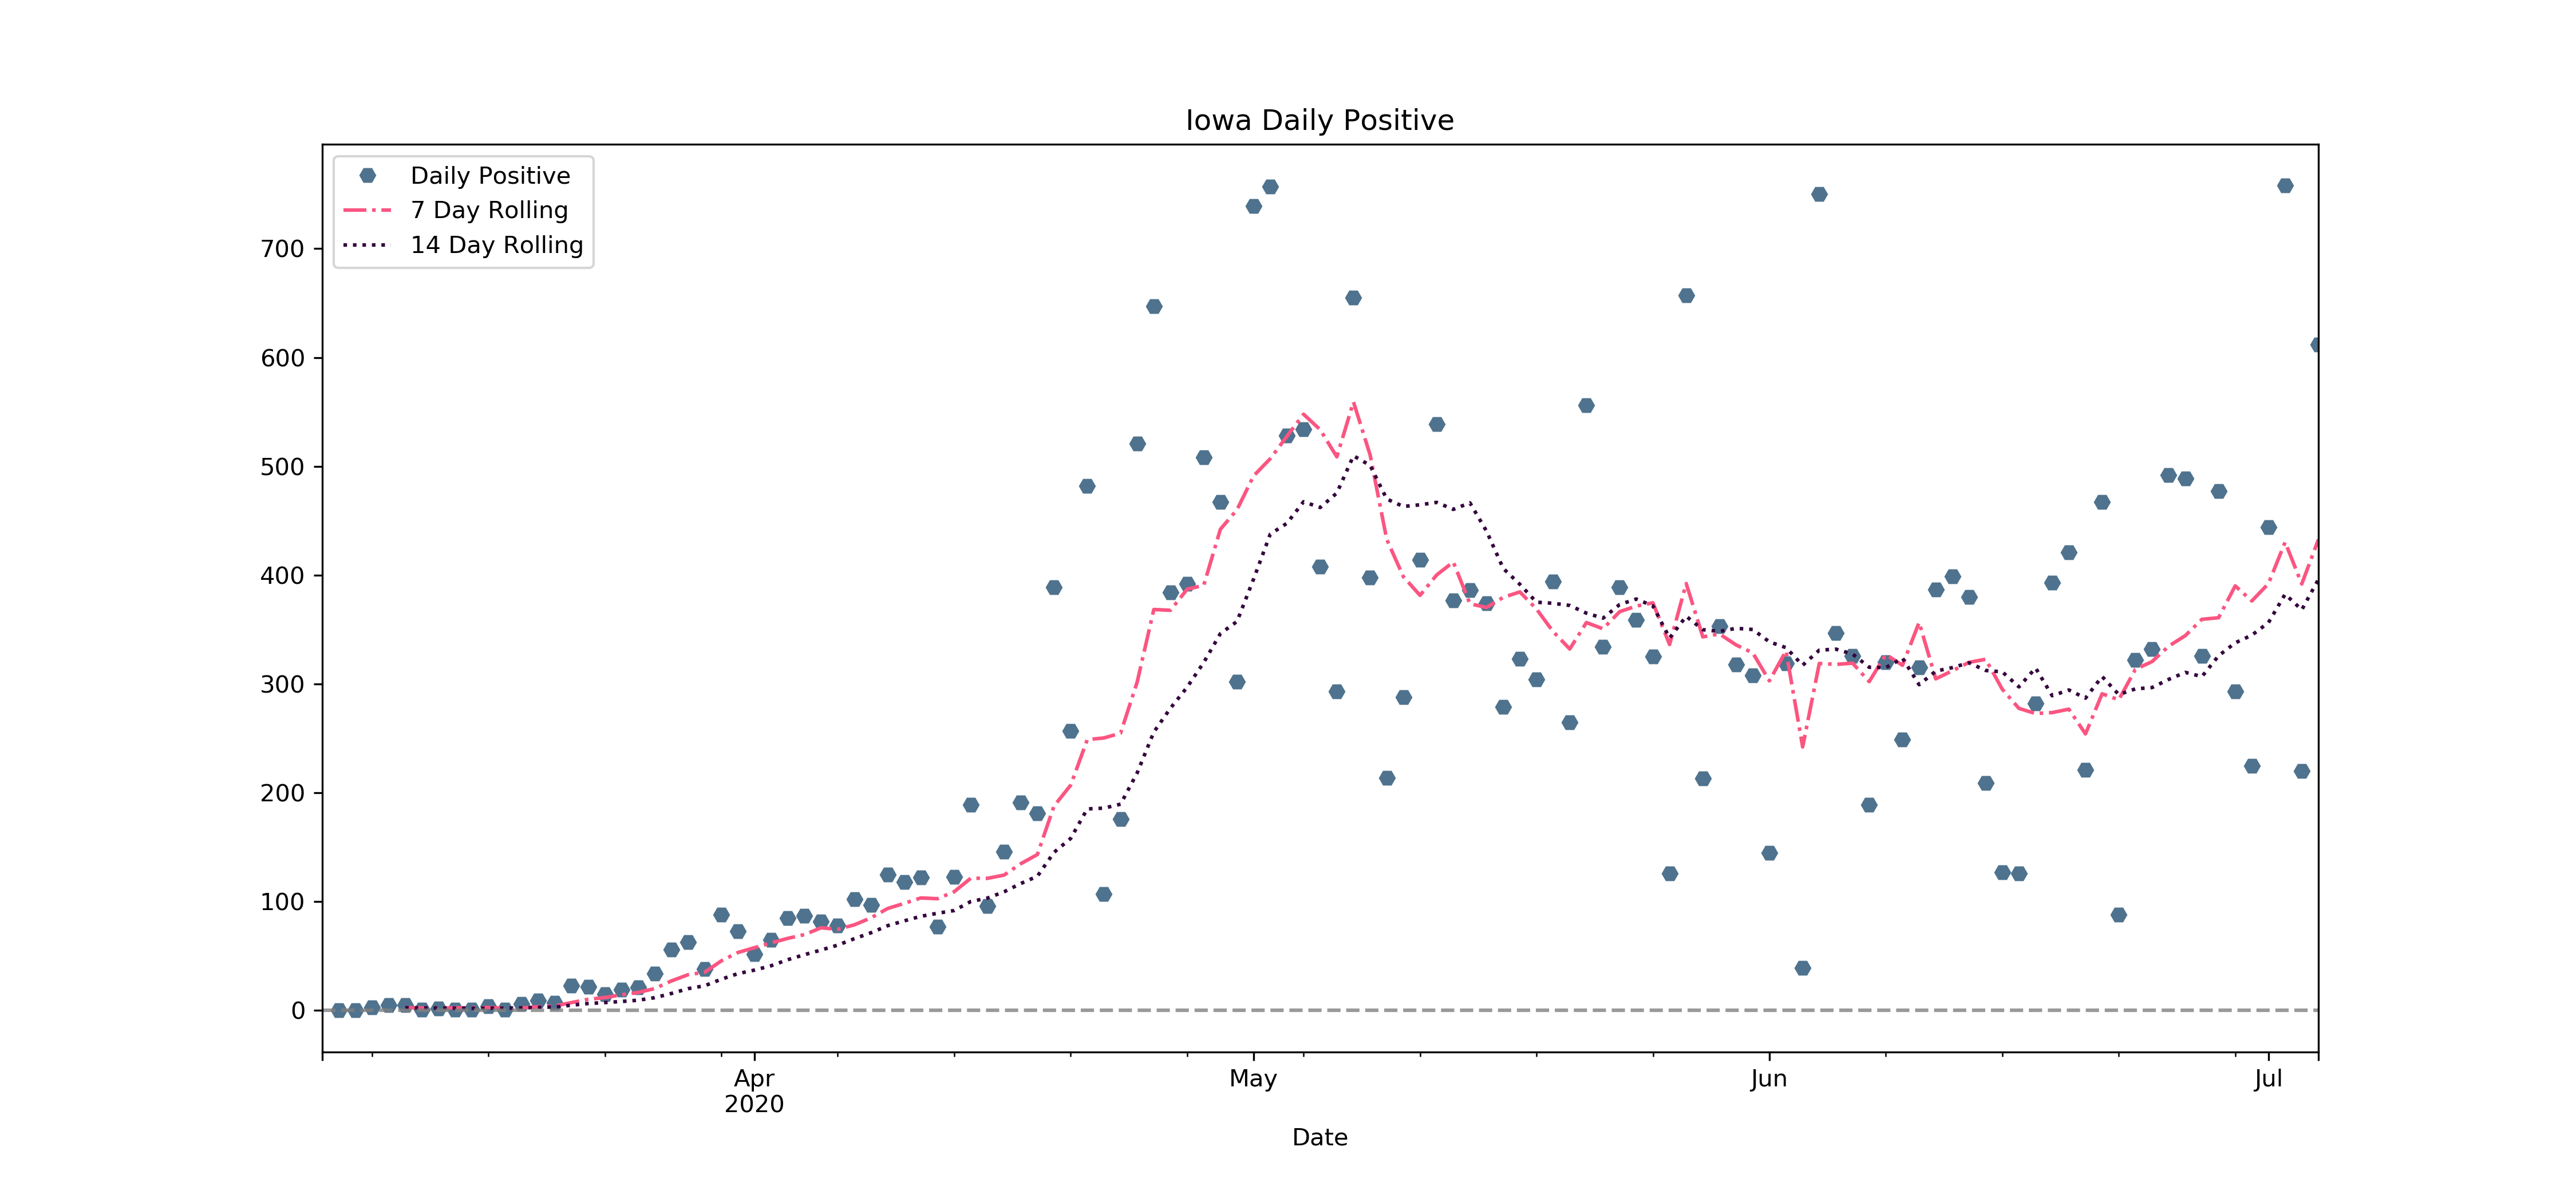 Iowa Daily Positive
Daily Positive
7 Day Rolling
14 Day Rolling
700
600
500
400
300
200
100
0
Apr
2020
May
Jun
Jul
Date